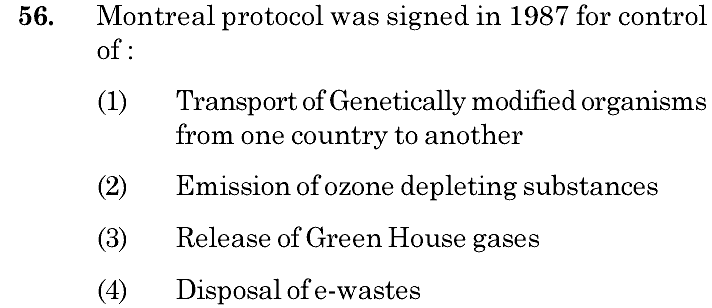 56. Montreal protocol was signed in 1987 for control
of :
(1) Transport of Genetically modified organisms
from one country to another
(2) Emission of ozone depleting substances
(3) Release of Green House gases
(4) Disposal of e-wastes